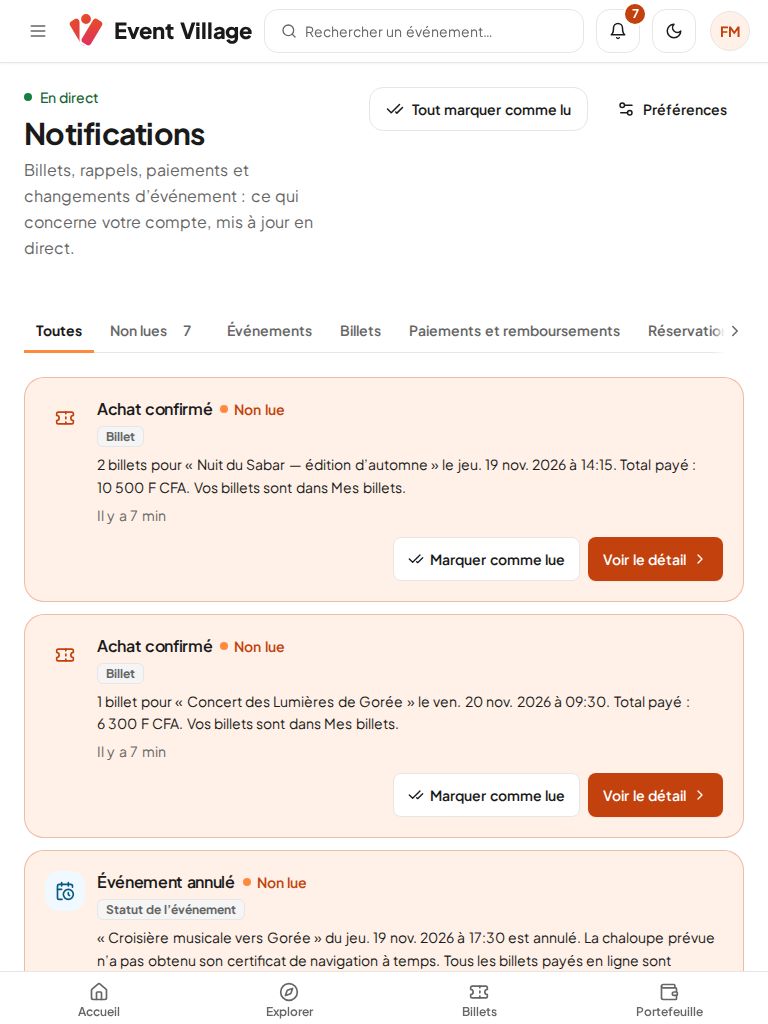 Event Village
Rechercher un événement…
7
FM
En direct
Notifications
Billets, rappels, paiements et
changements d’événement : ce qui
concerne votre compte, mis à jour en
direct.
Tout marquer comme lu
Préférences
Toutes
Non lues 7
Événements
Billets
Paiements et remboursements
Réservatio
Achat confirmé
Non lue
Billet
2 billets pour « Nuit du Sabar — édition d’automne » le jeu. 19 nov. 2026 à 14:15. Total payé :
10 500 F CFA. Vos billets sont dans Mes billets.
Il y a 7 min
Marquer comme lue
Voir le détail
Achat confirmé
Non lue
Billet
1 billet pour « Concert des Lumières de Gorée » le ven. 20 nov. 2026 à 09:30. Total payé :
6 300 F CFA. Vos billets sont dans Mes billets.
Il y a 7 min
Marquer comme lue
Voir le détail
Événement annulé
Non lue
Statut de l’événement
« Croisière musicale vers Gorée » du jeu. 19 nov. 2026 à 17:30 est annulé. La chaloupe prévue
n’a pas obtenu son certificat de navigation à temps. Tous les billets payés en ligne sont
Accueil
Explorer
Billets
Portefeuille